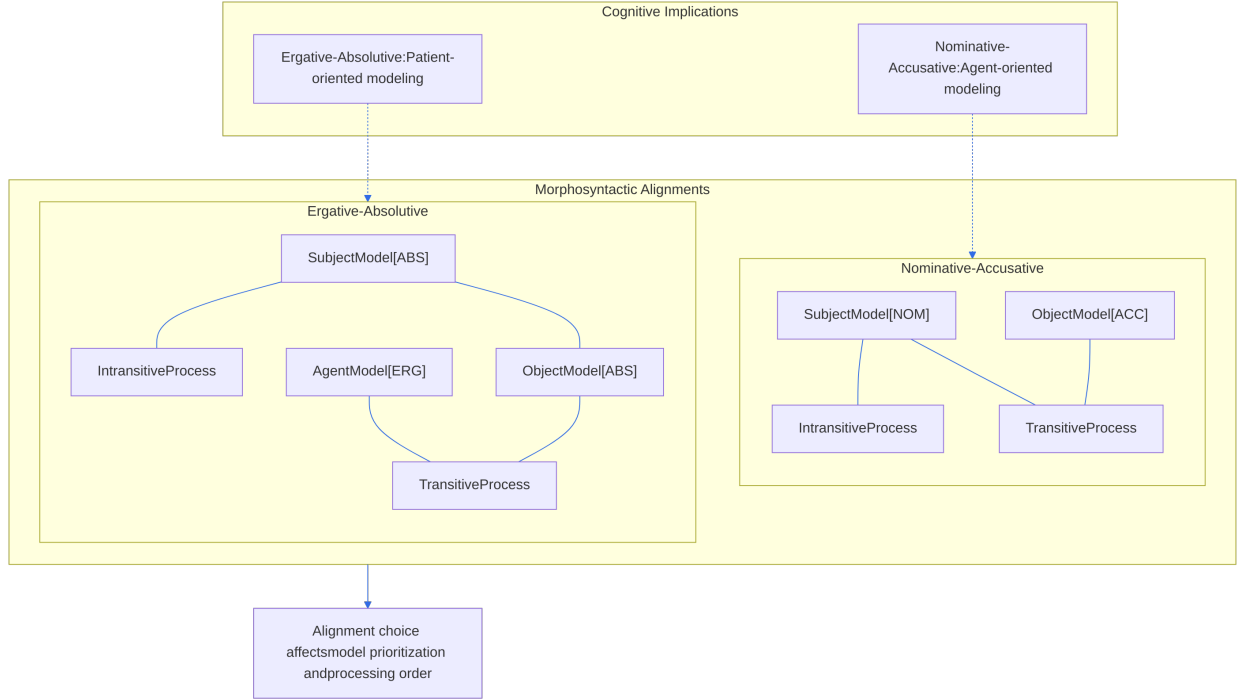 Cognitive Implications
Ergative-Absolutive:Patient-
oriented modeling
Nominative-
Accusative:Agent-oriented
modeling
Morphosyntactic Alignments
Ergative-Absolutive
SubjectModel[ABS]
IntransitiveProcess
AgentModel[ERG]
ObjectModel[ABS]
TransitiveProcess
Nominative-Accusative
SubjectModel[NOM]
ObjectModel[ACC]
IntransitiveProcess
TransitiveProcess
Alignment choice
affectsmodel prioritization
andprocessing order